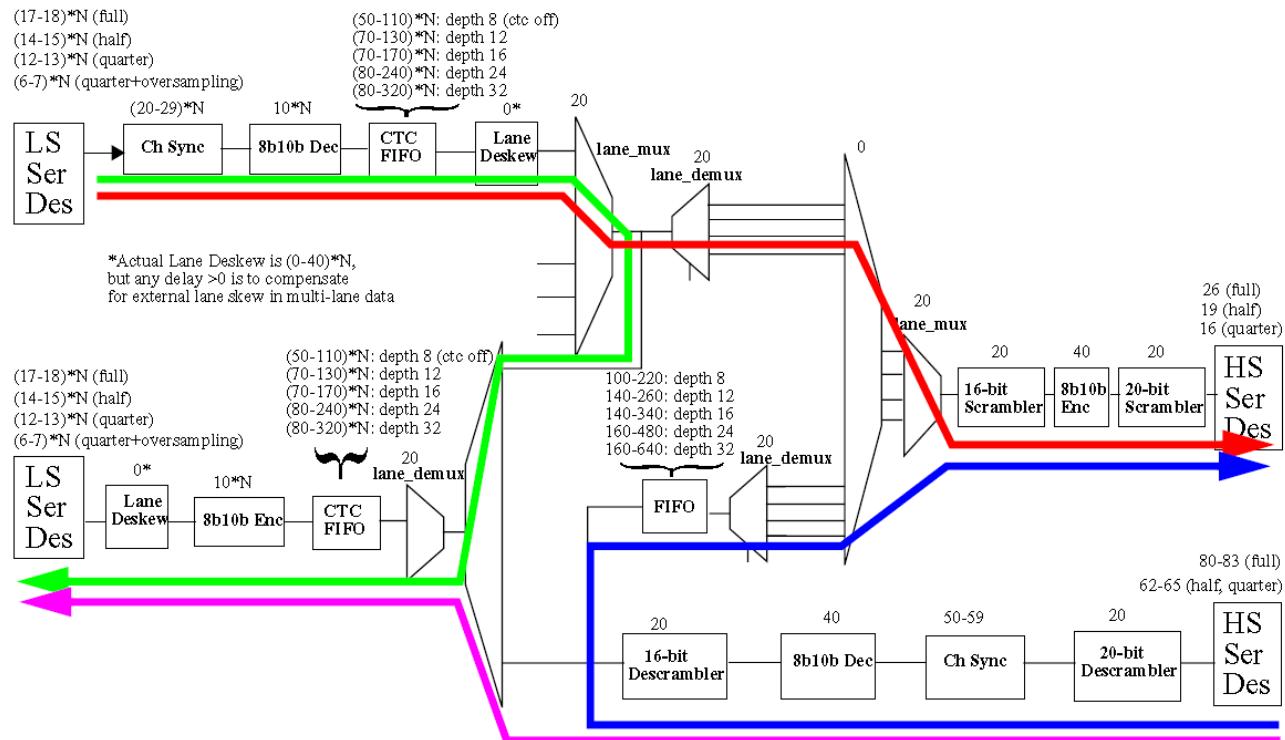 (17-18)*N (full)
(14-15)*N (half)
(12-13)*N (quarter)
(6-7)*N (quarter+oversampling)
(50-110)*N: depth 8 (ctc off)
(70-130)*N: depth 12
(70-170)*N: depth 16
(80-240)*N: depth 24
(80-320)*N: depth 32
(20-29)*N
10*N
0*
20
LS
Ser
Des
Ch Sync
8b10b Dec
CTC
FIFO
Lane
Deskew
lane_mux
20
lane_demux
0
*Actual Lane Deskew is (0-40)*N,
but any delay >0 is to compensate
for external lane skew in multi-lane data
20
lane_mux
26 (full)
19 (half)
16 (quarter)
20
40
20
16-bit
Scrambler
8b10b
Enc
20-bit
Scrambler
HS
Ser
Des
(17-18)*N (full)
(14-15)*N (half)
(12-13)*N (quarter)
(6-7)*N (quarter+oversampling)
(50-110)*N: depth 8 (ctc off)
(70-130)*N: depth 12
(70-170)*N: depth 16
(80-240)*N: depth 24
(80-320)*N: depth 32
100-220: depth 8
140-260: depth 12
140-340: depth 16
160-480: depth 24
160-640: depth 32
LS
Ser
Des
0*
Lane
Deskew
10*N
8b10b Enc
CTC
FIFO
20
lane_demux
FIFO
20
lane_demux
80-83 (full)
62-65 (half, quarter)
20
40
50-59
20
16-bit
Descrambler
8b10b Dec
Ch Sync
20-bit
Descrambler
HS
Ser
Des